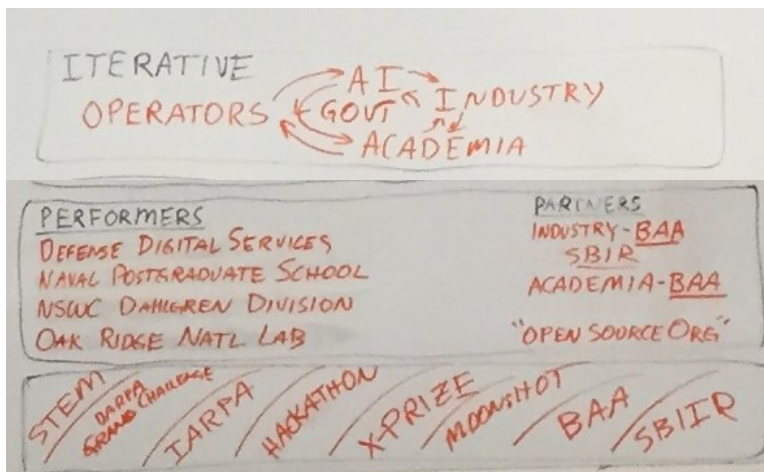 ITERATIVE
OPERATORS
AI
GOVT
INDUSTRY
ACADEMIA
PERFORMERS
DEFENSE DIGITAL SERVICES
NAVAL POSTGRADUATE SCHOOL
NSWC DAHLGREN DIVISION
OAK RIDGE NATL LAB
PARTNERS
INDUSTRY-BAA
SBIR
ACADEMIA-BAA
"OPEN SOURCE ORG"
STEM
DARPA
GRAND CHALLENGE
IARPA
HACKATHON
X-PRIZE
MOONSHOT
BAA
SBIIR